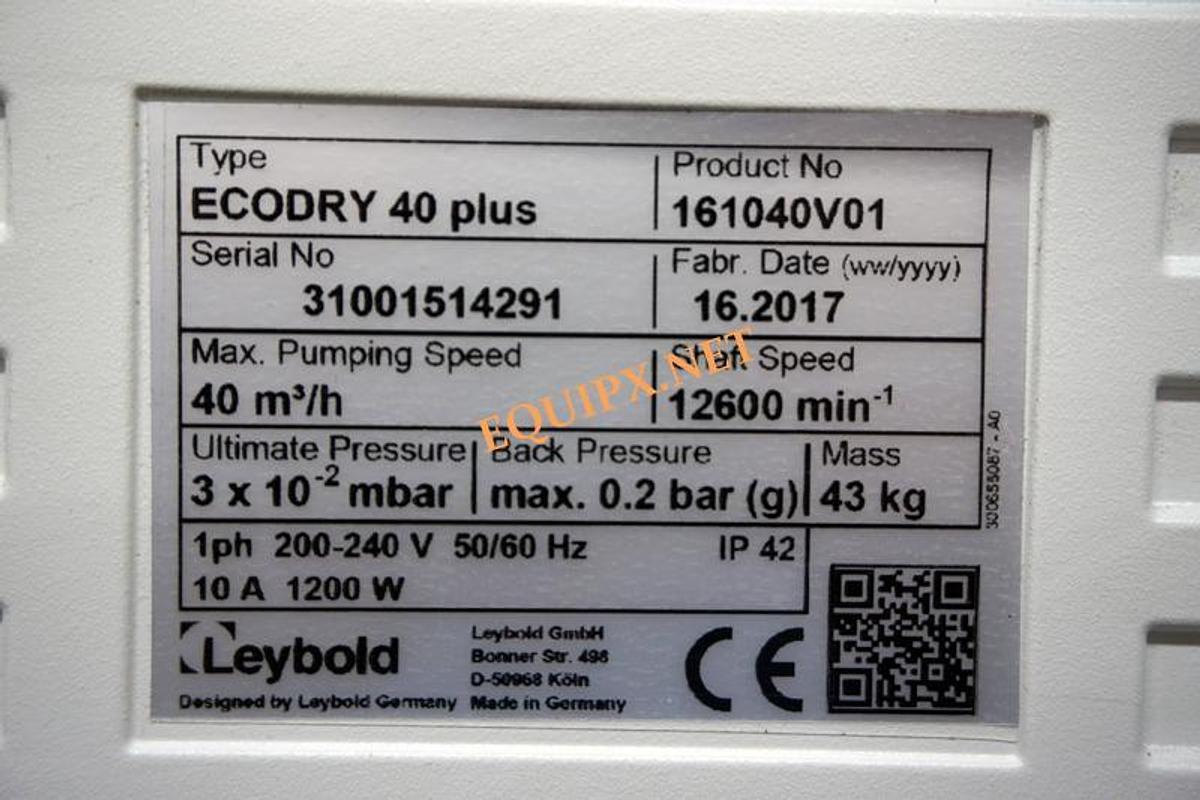 Type
ECODRY 40 plus
Product No
161040V01
Serial No
31001514291
Fabr. Date (ww/yyyy)
16.2017
Max. Pumping Speed
40 m³/h
Shaft Speed
12600 min⁻¹
EQUIPX.NET
Ultimate Pressure
3 x 10⁻² mbar
Back Pressure
max. 0.2 bar (g)
Mass
43 kg
300655087 - A0
1ph 200-240 V 50/60 Hz IP 42
10 A 1200 W
Leybold
Designed by Leybold Germany
Leybold GmbH
Bonner Str. 498
D-50968 Köln
Made in Germany
CE